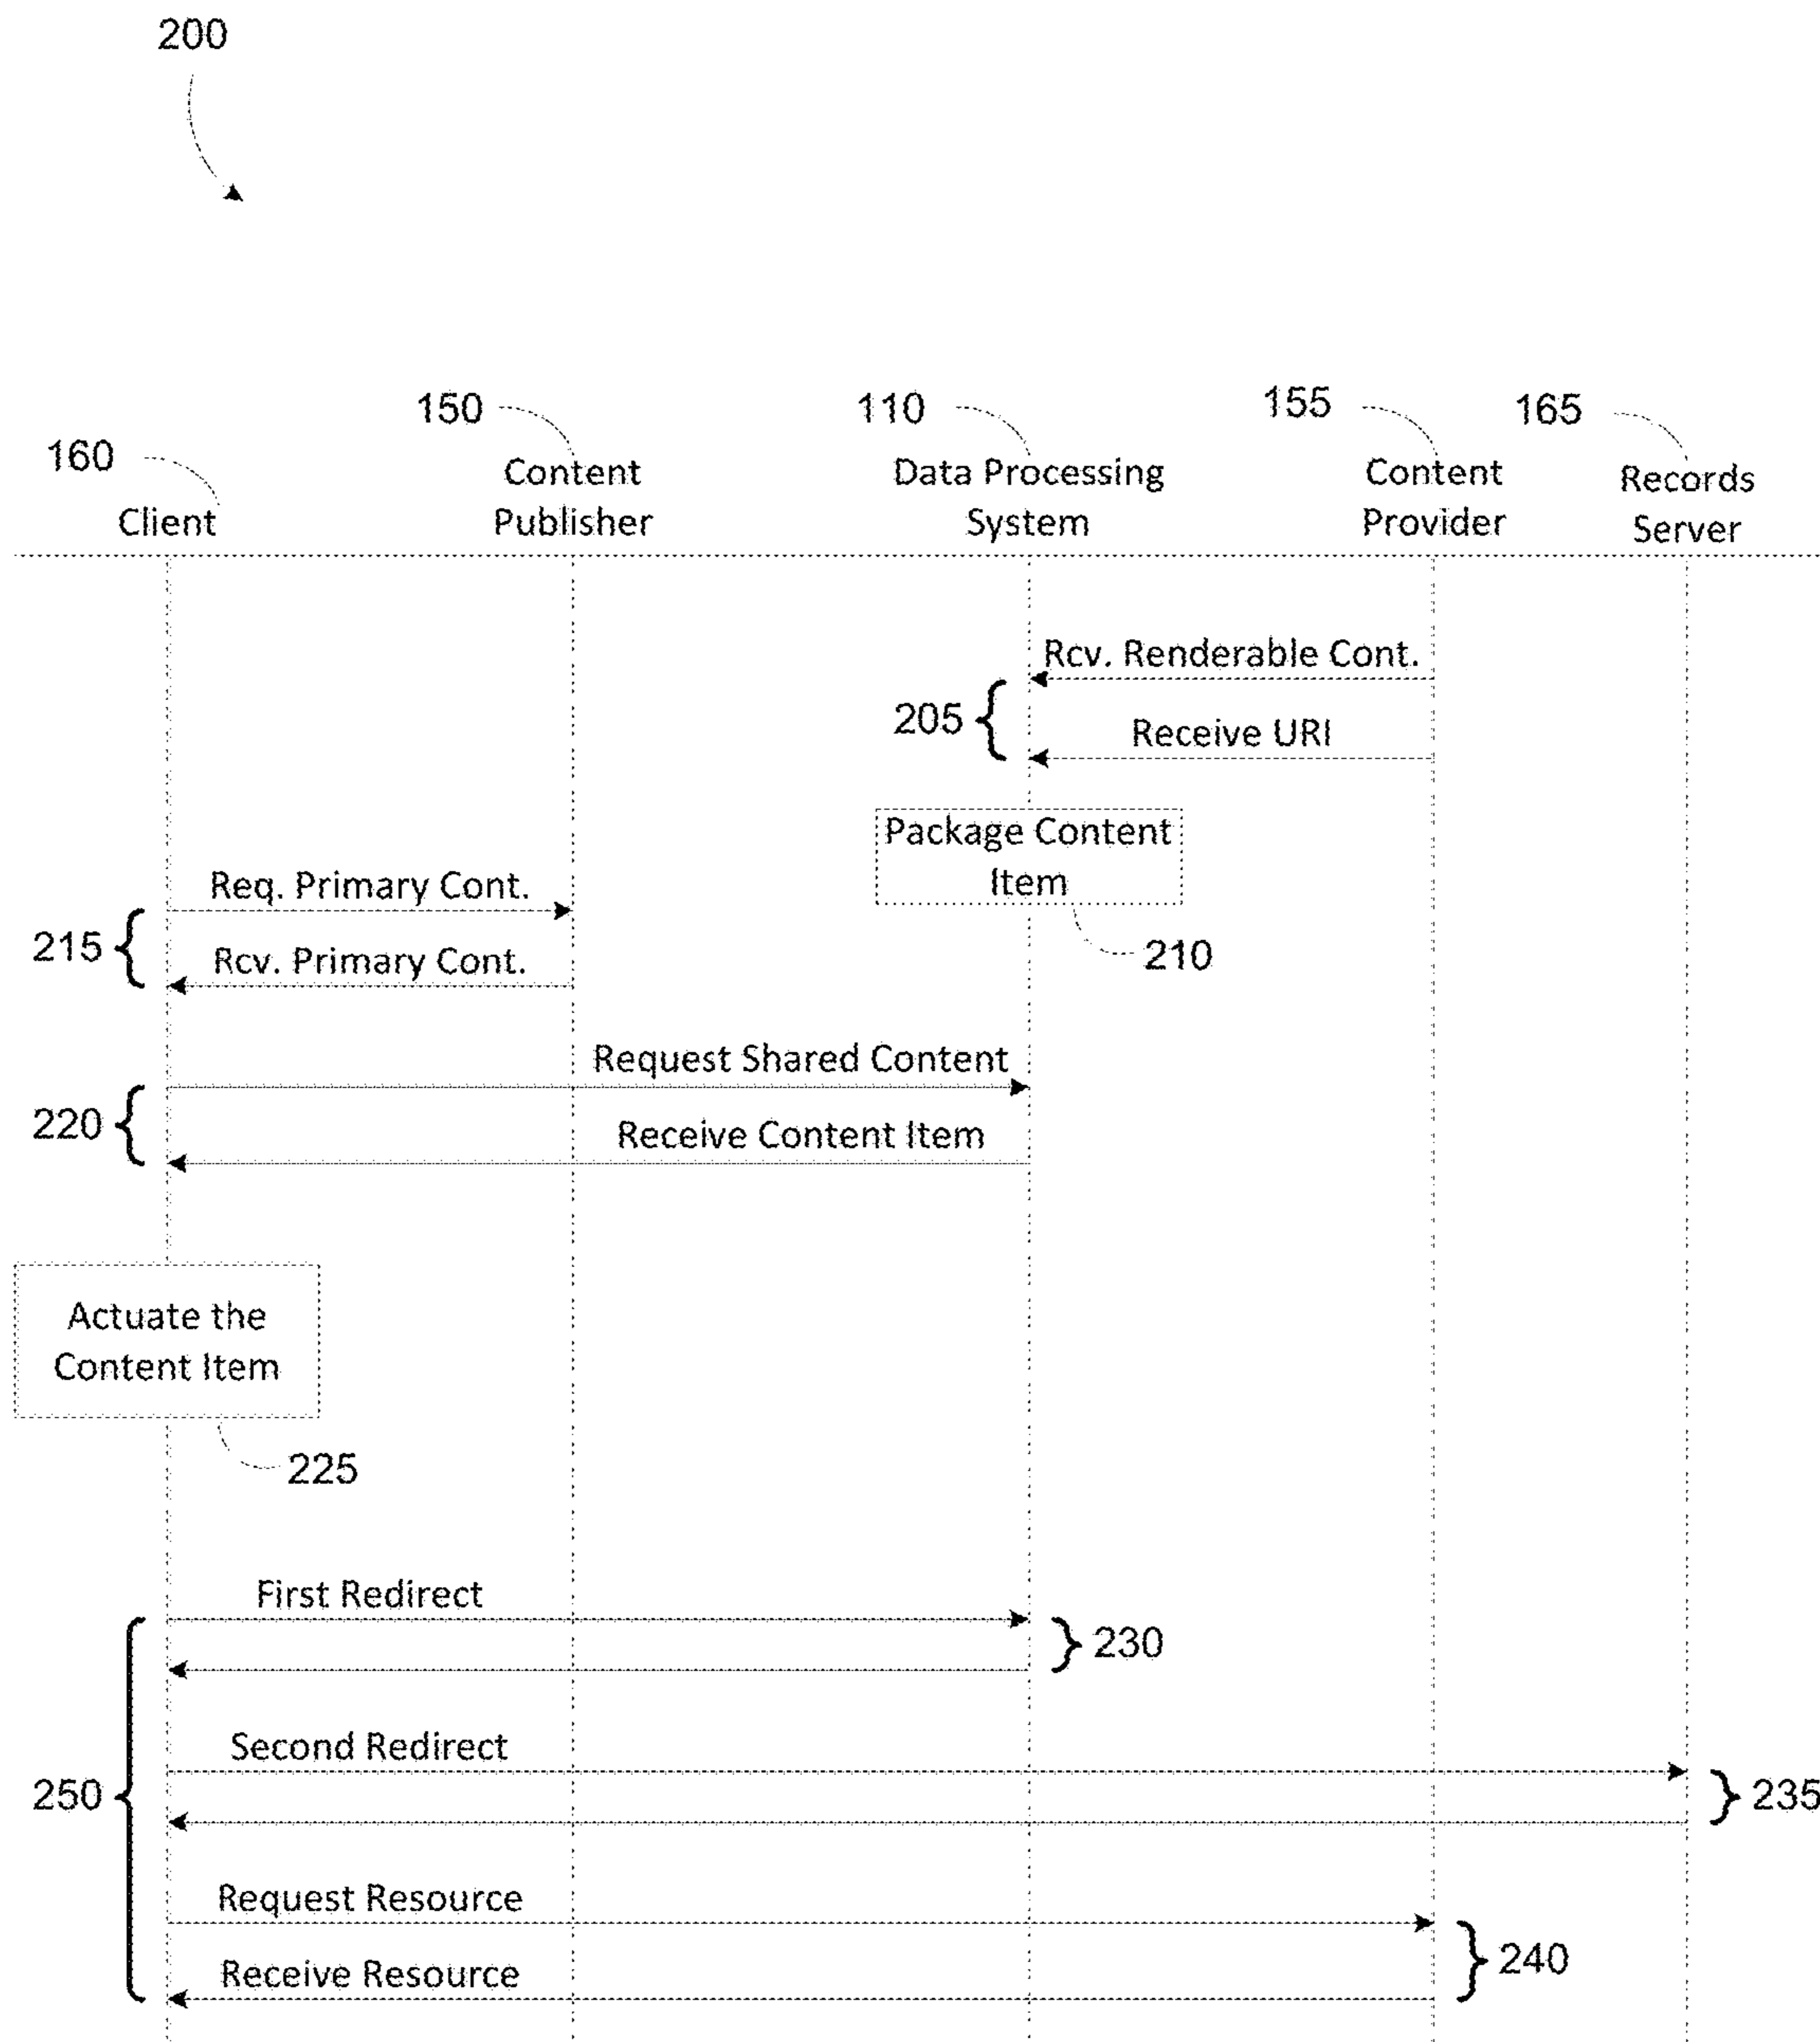 200
150
110
155
165
160
Content
Publisher
Data Processing
System
Content
Provider
Records
Server
Client
Rcv. Renderable Cont.
205
Receive URI
Package Content
Item
210
Req. Primary Cont.
215
Rcv. Primary Cont.
Request Shared Content
220
Receive Content Item
Actuate the
Content Item
225
First Redirect
230
Second Redirect
250
235
Request Resource
240
Receive Resource